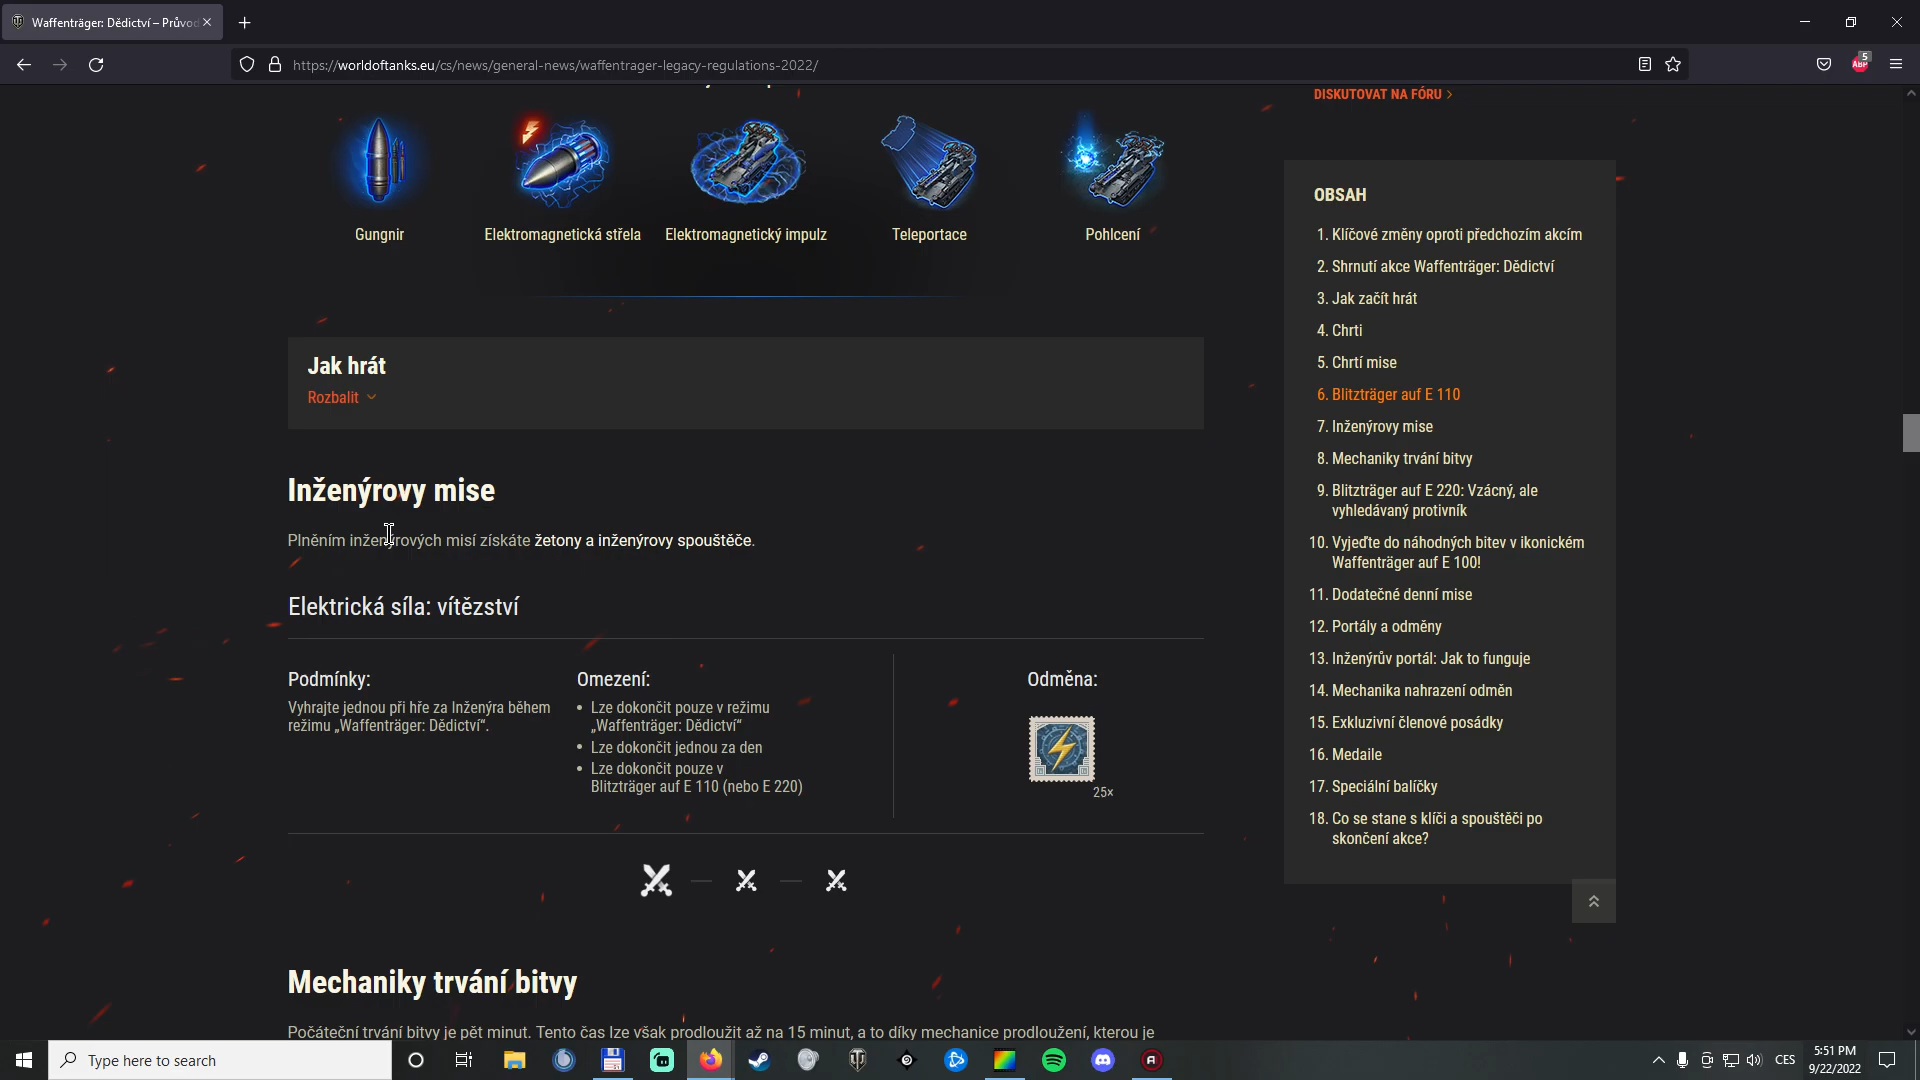 Waffenträger: Dědictví – Průvod
https://worldoftanks.eu/cs/news/general-news/waffentrager-legacy-regulations-2022/
5
ABP
DISKUTOVAT NA FÓRU
Gungnir
Elektromagnetická střela
Elektromagnetický impulz
Teleportace
Pohlcení
Jak hrát
Rozbalit
Inženýrovy mise
Plněním inženýrových misí získáte žetony a inženýrovy spouštěče.
Elektrická síla: vítězství
Podmínky:
Vyhrajte jednou při hře za Inženýra během
režimu „Waffenträger: Dědictví“.
Omezení:
• Lze dokončit pouze v režimu
„Waffenträger: Dědictví“
• Lze dokončit jednou za den
• Lze dokončit pouze v
Blitzträger auf E 110 (nebo E 220)
Odměna:
25x
Mechaniky trvání bitvy
Počáteční trvání bitvy je pět minut. Tento čas lze však prodloužit až na 15 minut, a to díky mechanice prodloužení, kterou je
OBSAH
1. Klíčové změny oproti předchozím akcím
2. Shrnutí akce Waffenträger: Dědictví
3. Jak začít hrát
4. Chrti
5. Chrtí mise
6. Blitzträger auf E 110
7. Inženýrovy mise
8. Mechaniky trvání bitvy
9. Blitzträger auf E 220: Vzácný, ale
vyhledávaný protivník
10. Vyjeďte do náhodných bitev v ikonickém
Waffenträger auf E 100!
11. Dodatečné denní mise
12. Portály a odměny
13. Inženýrův portál: Jak to funguje
14. Mechanika nahrazení odměn
15. Exkluzivní členové posádky
16. Medaile
17. Speciální balíčky
18. Co se stane s klíči a spouštěči po
skončení akce?
Type here to search
CES
5:51 PM
9/22/2022